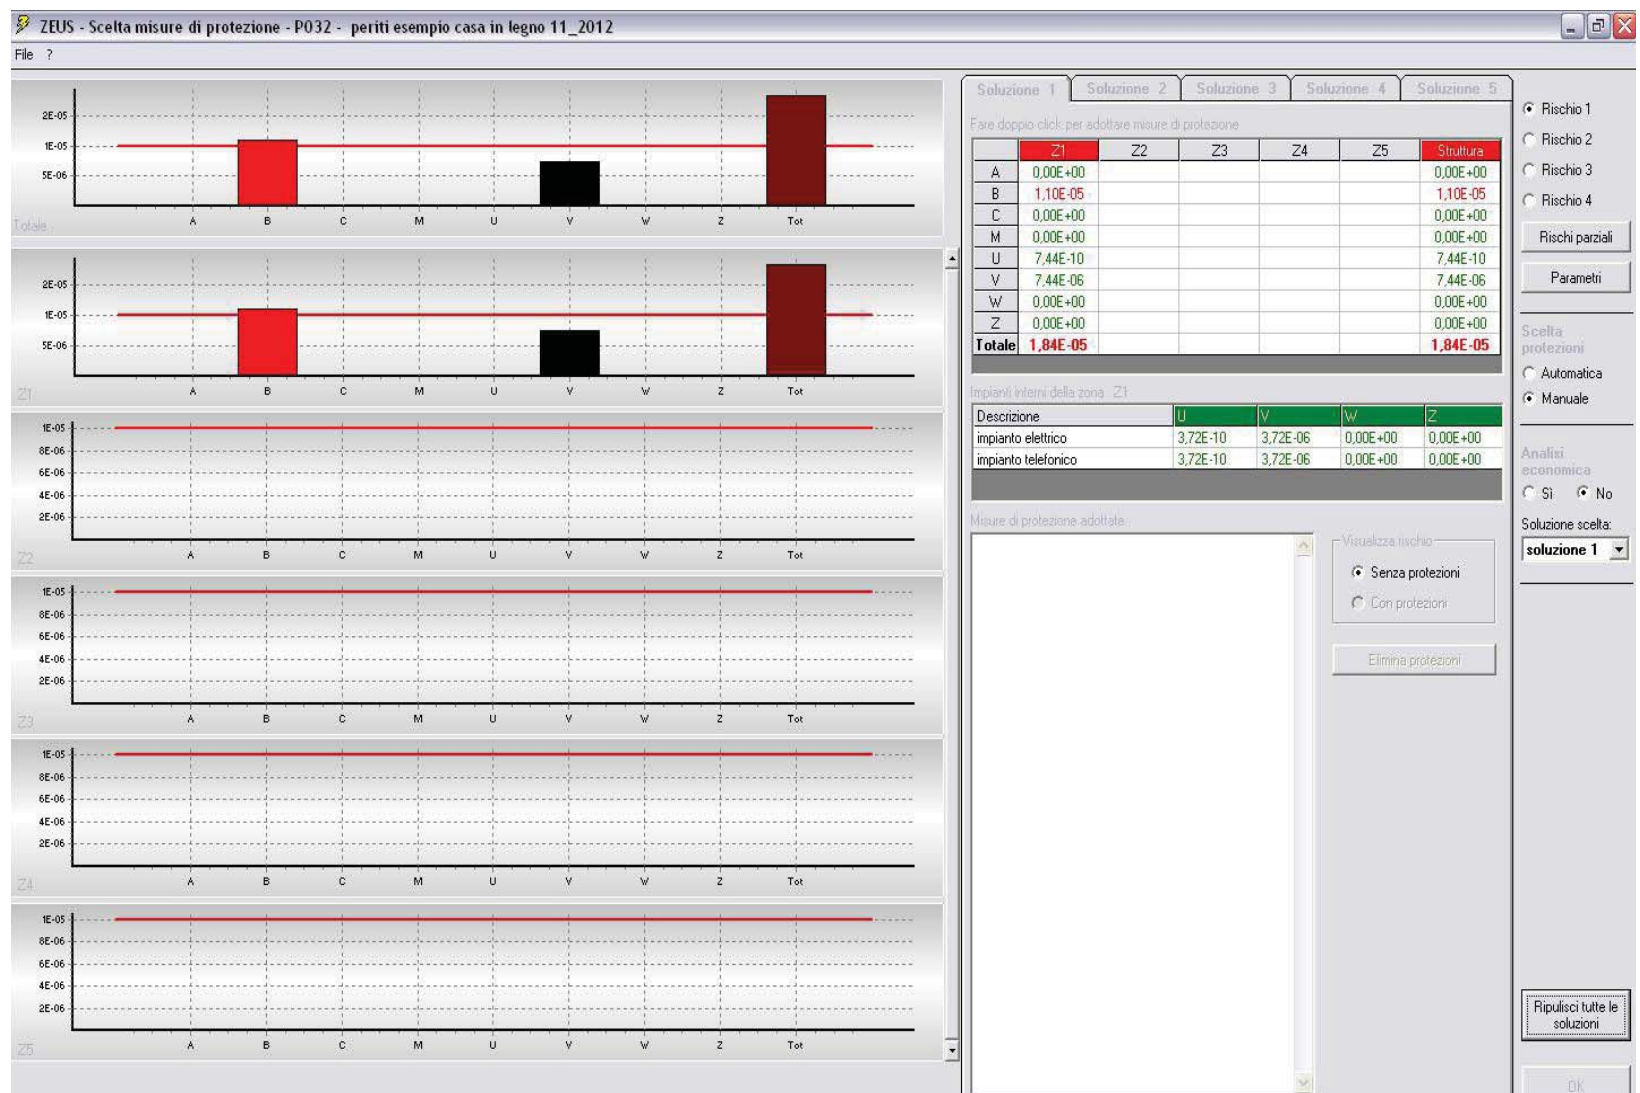 ZEUS - Scelta misure di protezione - P032 - periti esempio casa in legno 11_2012
File ?
2E-05
1E-05
5E-06
A B C M U V W Z Tot
Totale
2E-05
1E-05
5E-06
A B C M U V W Z Tot
Z1
1E-05
8E-06
6E-06
4E-06
2E-06
A B C M U V W Z Tot
Z2
1E-05
8E-06
6E-06
4E-06
2E-06
A B C M U V W Z Tot
Z3
1E-05
8E-06
6E-06
4E-06
2E-06
A B C M U V W Z Tot
Z4
1E-05
8E-06
6E-06
4E-06
2E-06
A B C M U V W Z Tot
Z5
Soluzione 1 Soluzione 2 Soluzione 3 Soluzione 4 Soluzione 5
Fare doppio click per adottare misure di protezione
Z1 Z2 Z3 Z4 Z5 Struttura
A 0,00E+00 0,00E+00
B 1,10E-05 1,10E-05
C 0,00E+00 0,00E+00
M 0,00E+00 0,00E+00
U 7,44E-10 7,44E-10
V 7,44E-06 7,44E-06
W 0,00E+00 0,00E+00
Z 0,00E+00 0,00E+00
Totale 1,84E-05 1,84E-05
Impianti interni della zona Z1
Descrizione U V W Z
impianto elettrico 3,72E-10 3,72E-06 0,00E+00 0,00E+00
impianto telefonico 3,72E-10 3,72E-06 0,00E+00 0,00E+00
Misure di protezione adottate
Visualizza rischio
Senza protezioni
Con protezioni
Elimina protezioni
Rischio 1
Rischio 2
Rischio 3
Rischio 4
Rischi parziali
Parametri
Scelta
protezioni
Automatica
Manuale
Analisi
economica
Sì No
Soluzione scelta:
soluzione 1
Ripulisci tutte le
soluzioni
OK